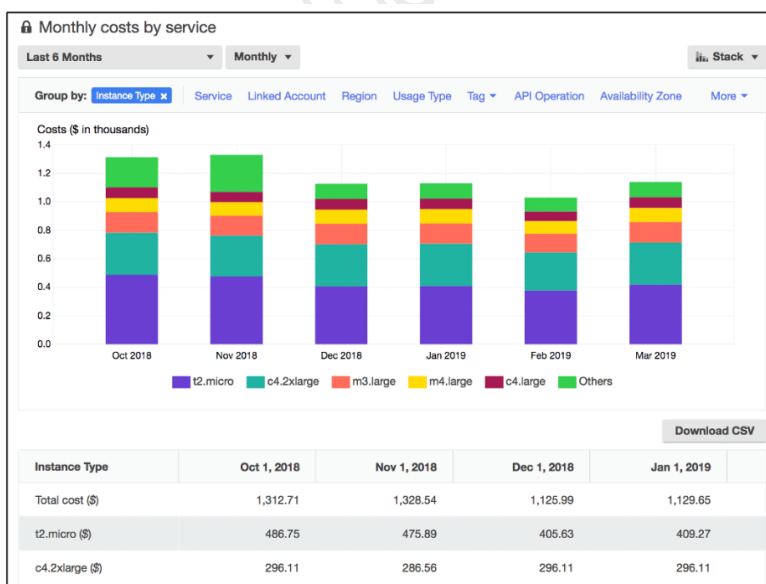 Monthly costs by service
Last 6 Months Monthly Stack
Group by: Instance Type × Service Linked Account Region Usage Type Tag API Operation Availability Zone More
Costs ($ in thousands)
1.4
1.2
1.0
0.8
0.6
0.4
0.2
0.0
Oct 2018 Nov 2018 Dec 2018 Jan 2019 Feb 2019 Mar 2019
t2.micro c4.2xlarge m3.large m4.large c4.large Others
Download CSV
Instance Type Oct 1, 2018 Nov 1, 2018 Dec 1, 2018 Jan 1, 2019
Total cost ($) 1,312.71 1,328.54 1,125.99 1,129.65
t2.micro ($) 486.75 475.89 405.63 409.27
c4.2xlarge ($) 296.11 286.56 296.11 296.11